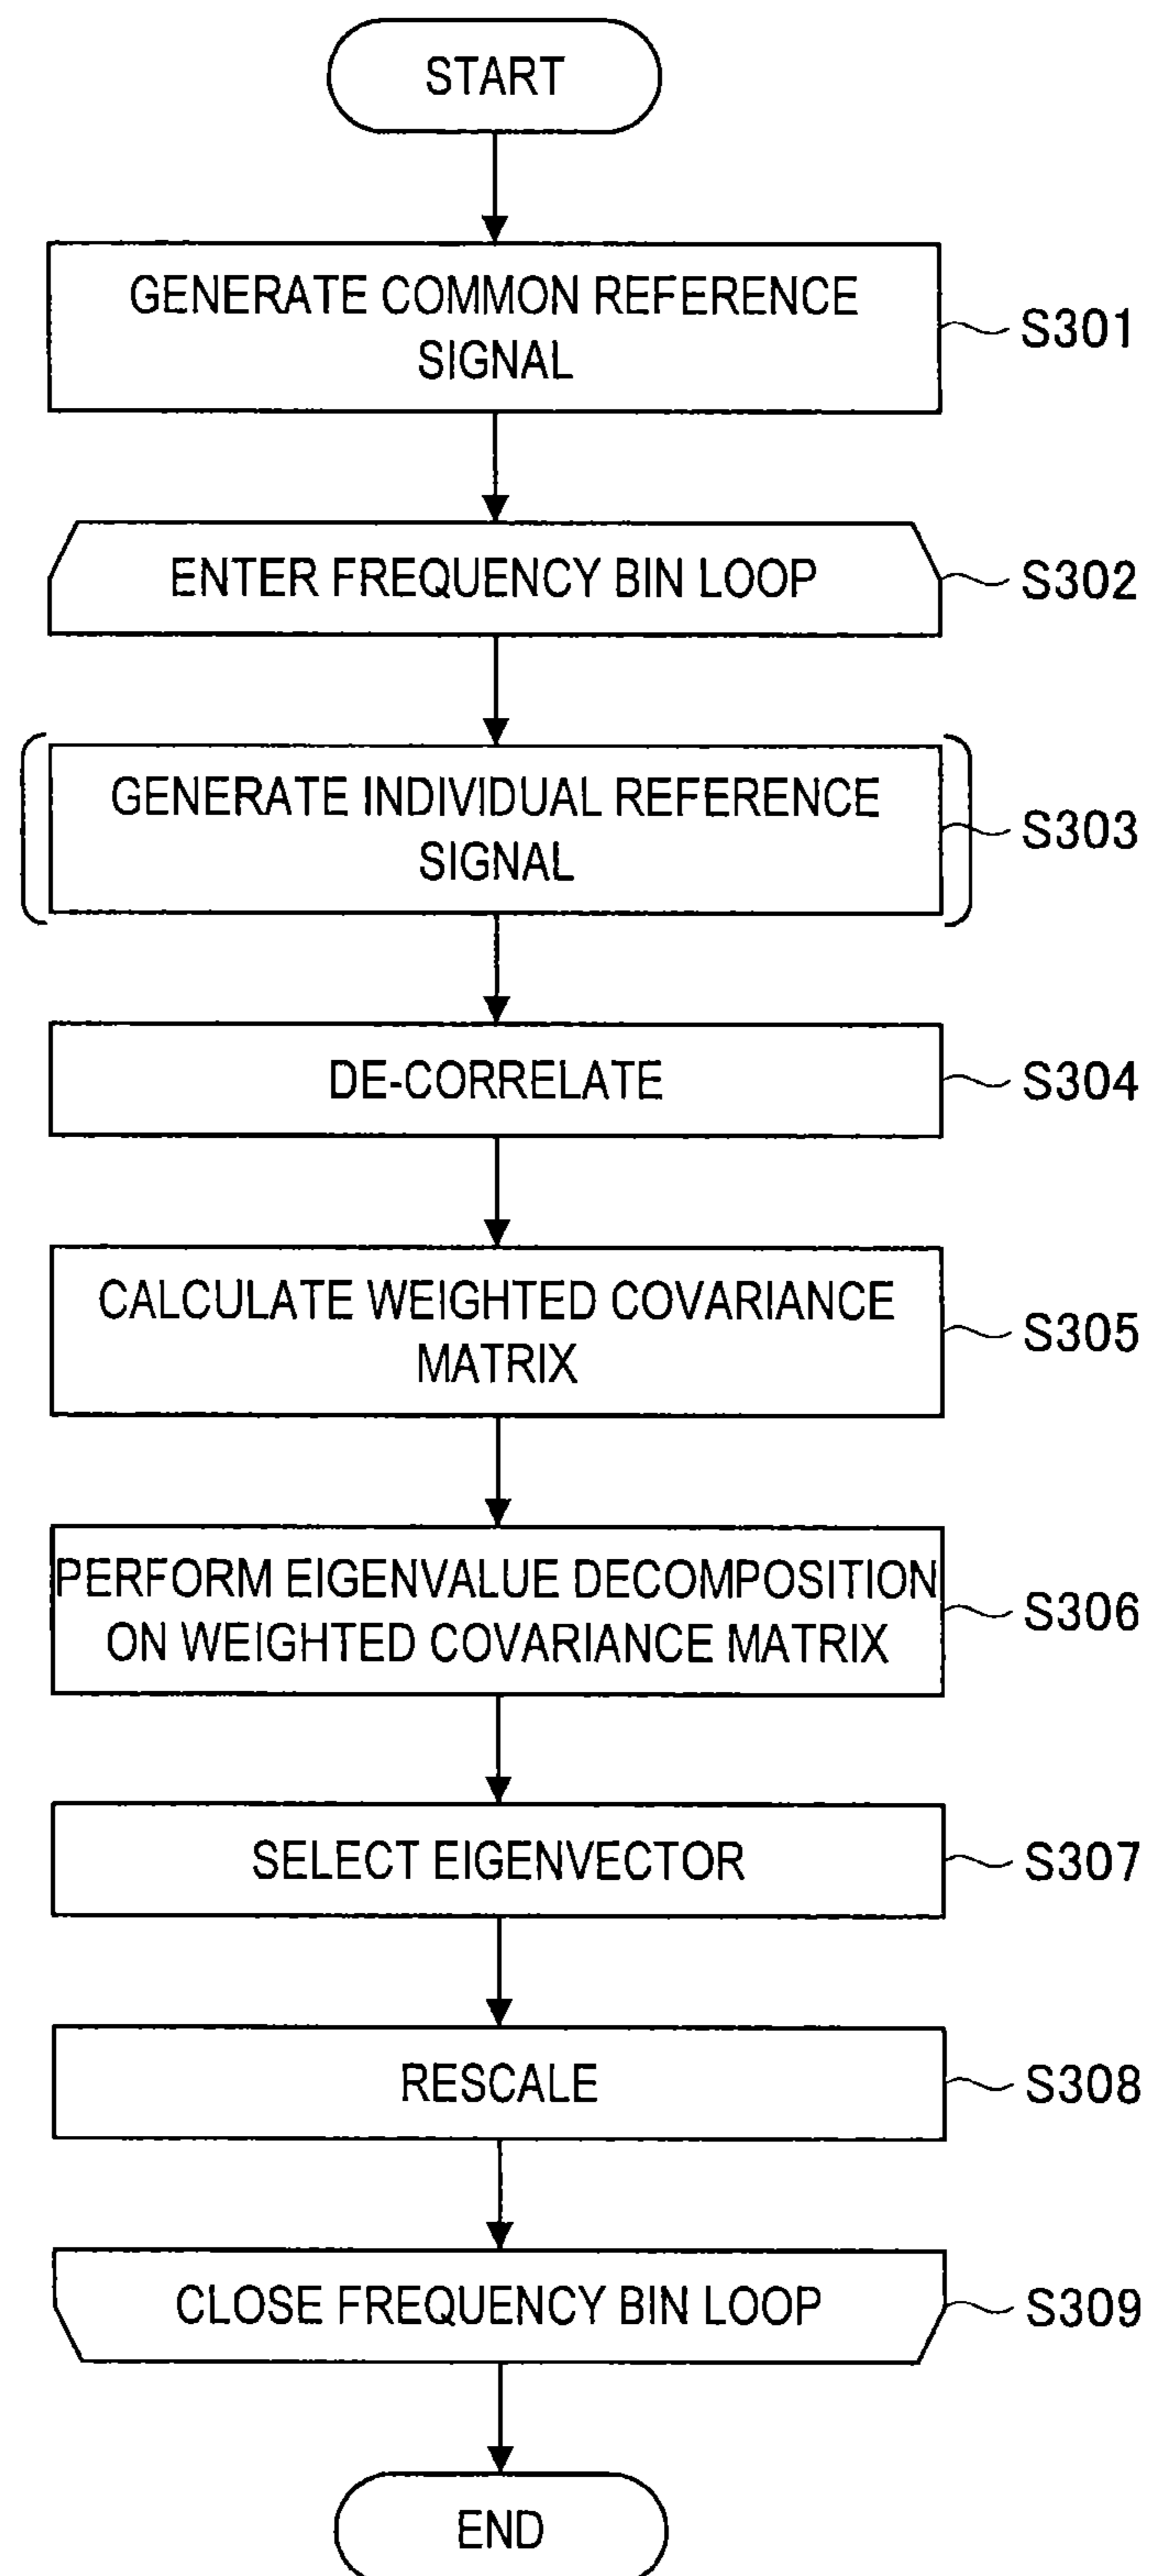 START
GENERATE COMMON REFERENCE
SIGNAL
S301
ENTER FREQUENCY BIN LOOP
S302
GENERATE INDIVIDUAL REFERENCE
SIGNAL
S303
DE-CORRELATE
S304
CALCULATE WEIGHTED COVARIANCE
MATRIX
S305
PERFORM EIGENVALUE DECOMPOSITION
ON WEIGHTED COVARIANCE MATRIX
S306
SELECT EIGENVECTOR
S307
RESCALE
S308
CLOSE FREQUENCY BIN LOOP
S309
END